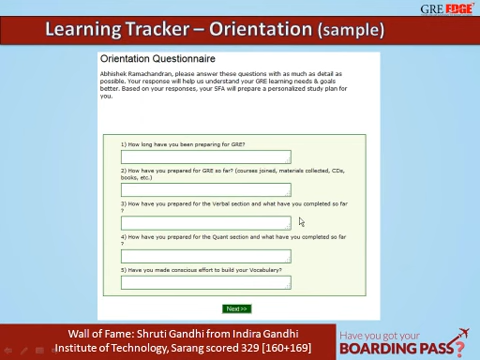 GRE EDGE
Learning Tracker – Orientation (sample)
Orientation Questionnaire
Abhishek Ramachandran, please answer these questions with as much detail as
possible. Your response will help us understand your GRE learning needs & goals
better. Based on your responses, your SFA will prepare a personalized study plan for
you.
1) How long have you been preparing for GRE?
2) How have you prepared for GRE so far? (courses joined, materials collected, CDs,
books, etc.)
3) How have you prepared for the Verbal section and what have you completed so far
?
4) How have you prepared for the Quant section and what have you completed so far
?
5) Have you made conscious effort to build your Vocabulary?
Next >>
Wall of Fame: Shruti Gandhi from Indira Gandhi
Institute of Technology, Sarang scored 329 [160+169]
Have you got your
BOARDING PASS?